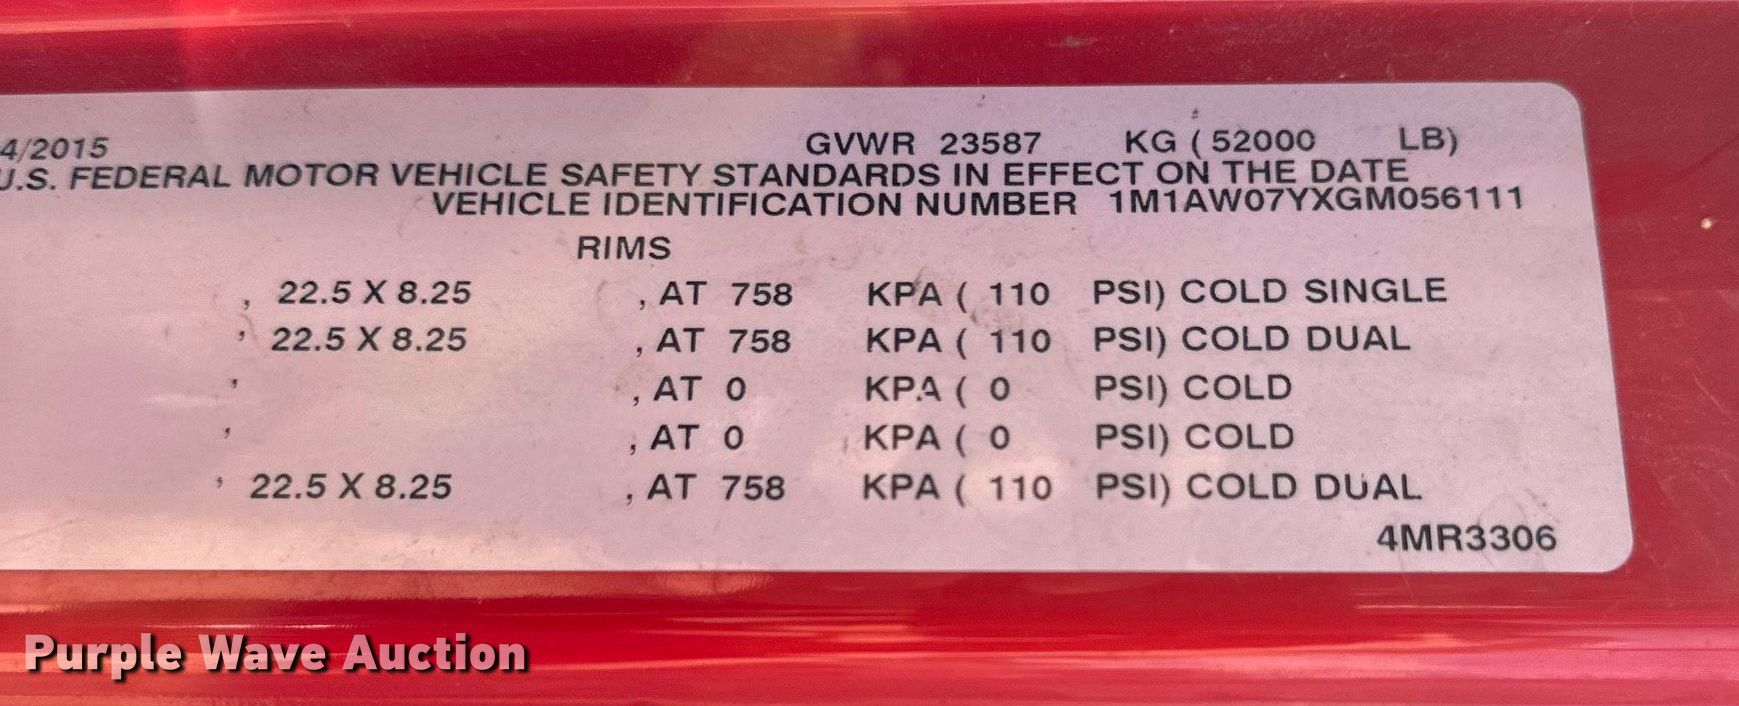 4/2015 GVWR 23587 KG ( 52000 LB)
U.S. FEDERAL MOTOR VEHICLE SAFETY STANDARDS IN EFFECT ON THE DATE
VEHICLE IDENTIFICATION NUMBER 1M1AW07YXGM056111
RIMS
, 22.5 X 8.25 , AT 758 KPA ( 110 PSI) COLD SINGLE
, 22.5 X 8.25 , AT 758 KPA ( 110 PSI) COLD DUAL
, , AT 0 KPA ( 0 PSI) COLD
, , AT 0 KPA ( 0 PSI) COLD
, 22.5 X 8.25 , AT 758 KPA ( 110 PSI) COLD DUAL
4MR3306
Purple Wave Auction